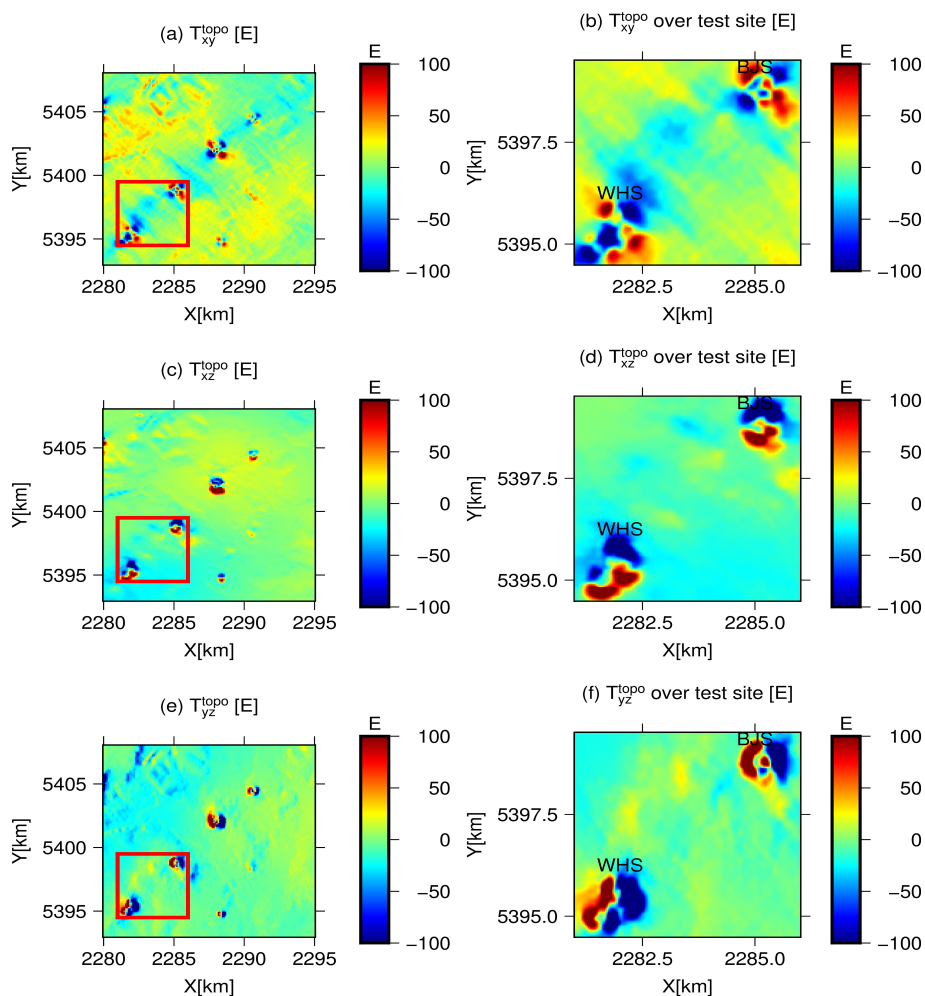 (a) T_xy^topo [E]
E
100
50
0
−50
−100
5405
5400
5395
Y[km]
2280 2285 2290 2295
X[km]
(b) T_xy^topo over test site [E]
E
100
50
0
−50
−100
BJS
WHS
5397.5
5395.0
Y[km]
2282.5 2285.0
X[km]
(c) T_xz^topo [E]
E
100
50
0
−50
−100
5405
5400
5395
Y[km]
2280 2285 2290 2295
X[km]
(d) T_xz^topo over test site [E]
E
100
50
0
−50
−100
BJS
WHS
5397.5
5395.0
Y[km]
2282.5 2285.0
X[km]
(e) T_yz^topo [E]
E
100
50
0
−50
−100
5405
5400
5395
Y[km]
2280 2285 2290 2295
X[km]
(f) T_yz^topo over test site [E]
E
100
50
0
−50
−100
BJS
WHS
5397.5
5395.0
Y[km]
2282.5 2285.0
X[km]